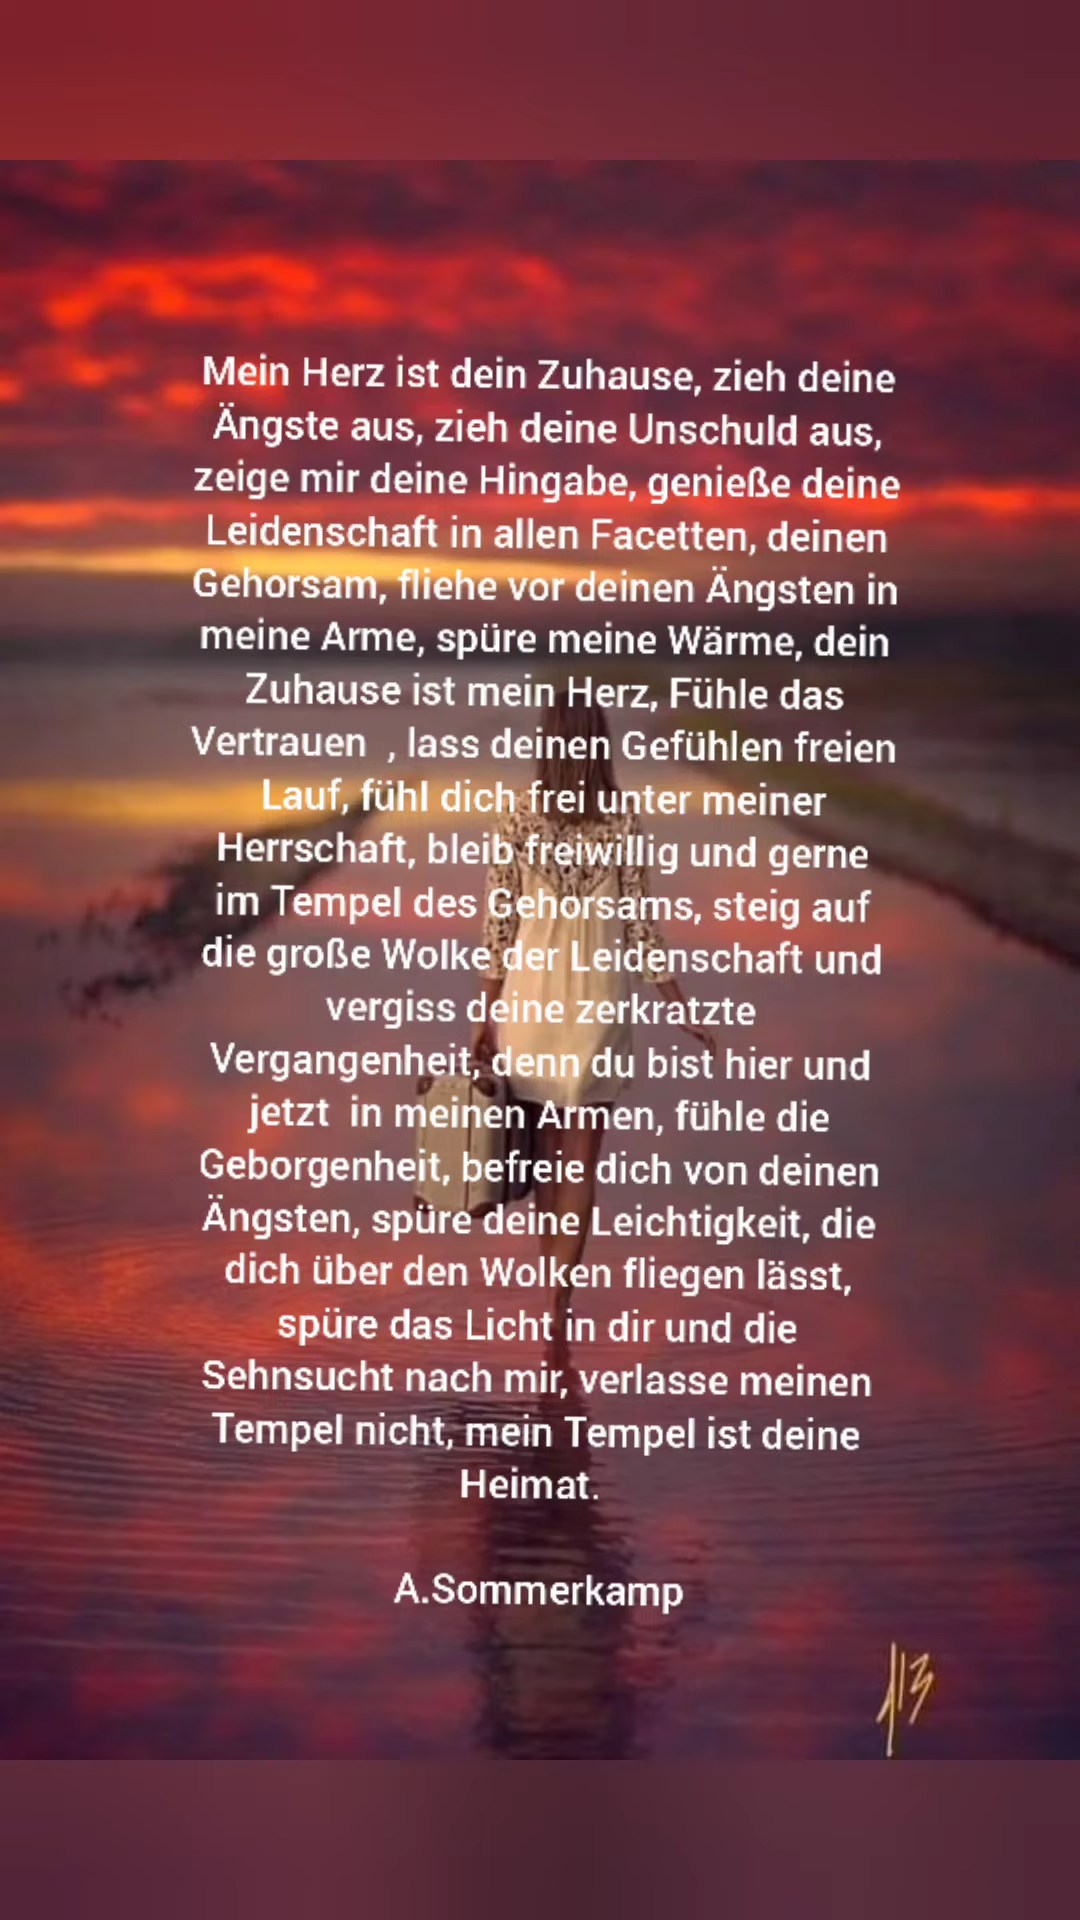 Mein Herz ist dein Zuhause, zieh deine
Ängste aus, zieh deine Unschuld aus,
zeige mir deine Hingabe, genieße deine
Leidenschaft in allen Facetten, deinen
Gehorsam, fliehe vor deinen Ängsten in
meine Arme, spüre meine Wärme, dein
Zuhause ist mein Herz, Fühle das
Vertrauen  , lass deinen Gefühlen freien
Lauf, fühl dich frei unter meiner
Herrschaft, bleib freiwillig und gerne
im Tempel des Gehorsams, steig auf
die große Wolke der Leidenschaft und
vergiss deine zerkratzte
Vergangenheit, denn du bist hier und
jetzt  in meinen Armen, fühle die
Geborgenheit, befreie dich von deinen
Ängsten, spüre deine Leichtigkeit, die
dich über den Wolken fliegen lässt,
spüre das Licht in dir und die
Sehnsucht nach mir, verlasse meinen
Tempel nicht, mein Tempel ist deine
Heimat.
A.Sommerkamp